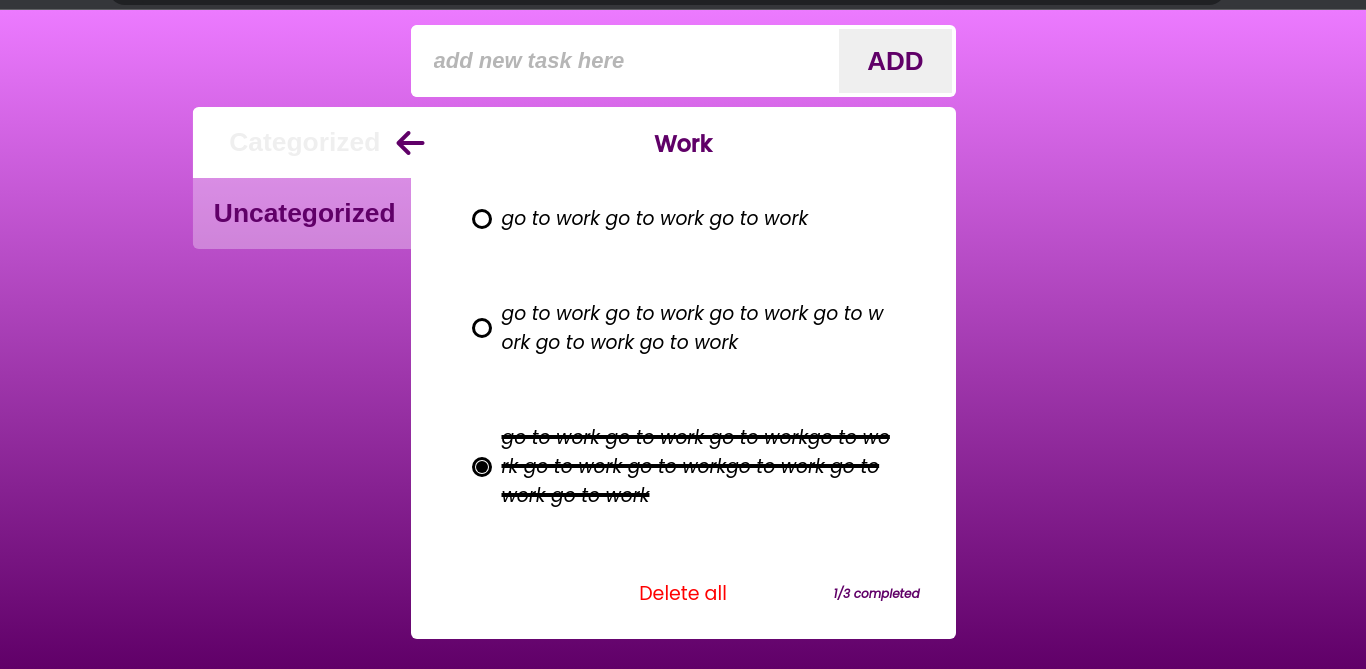 add new task here
ADD
Categorized
Work
Uncategorized
go to work go to work go to work
go to work go to work go to work go to w
ork go to work go to work
go to work go to work go to workgo to wo
rk go to work go to workgo to work go to
work go to work
Delete all
1/3 completed